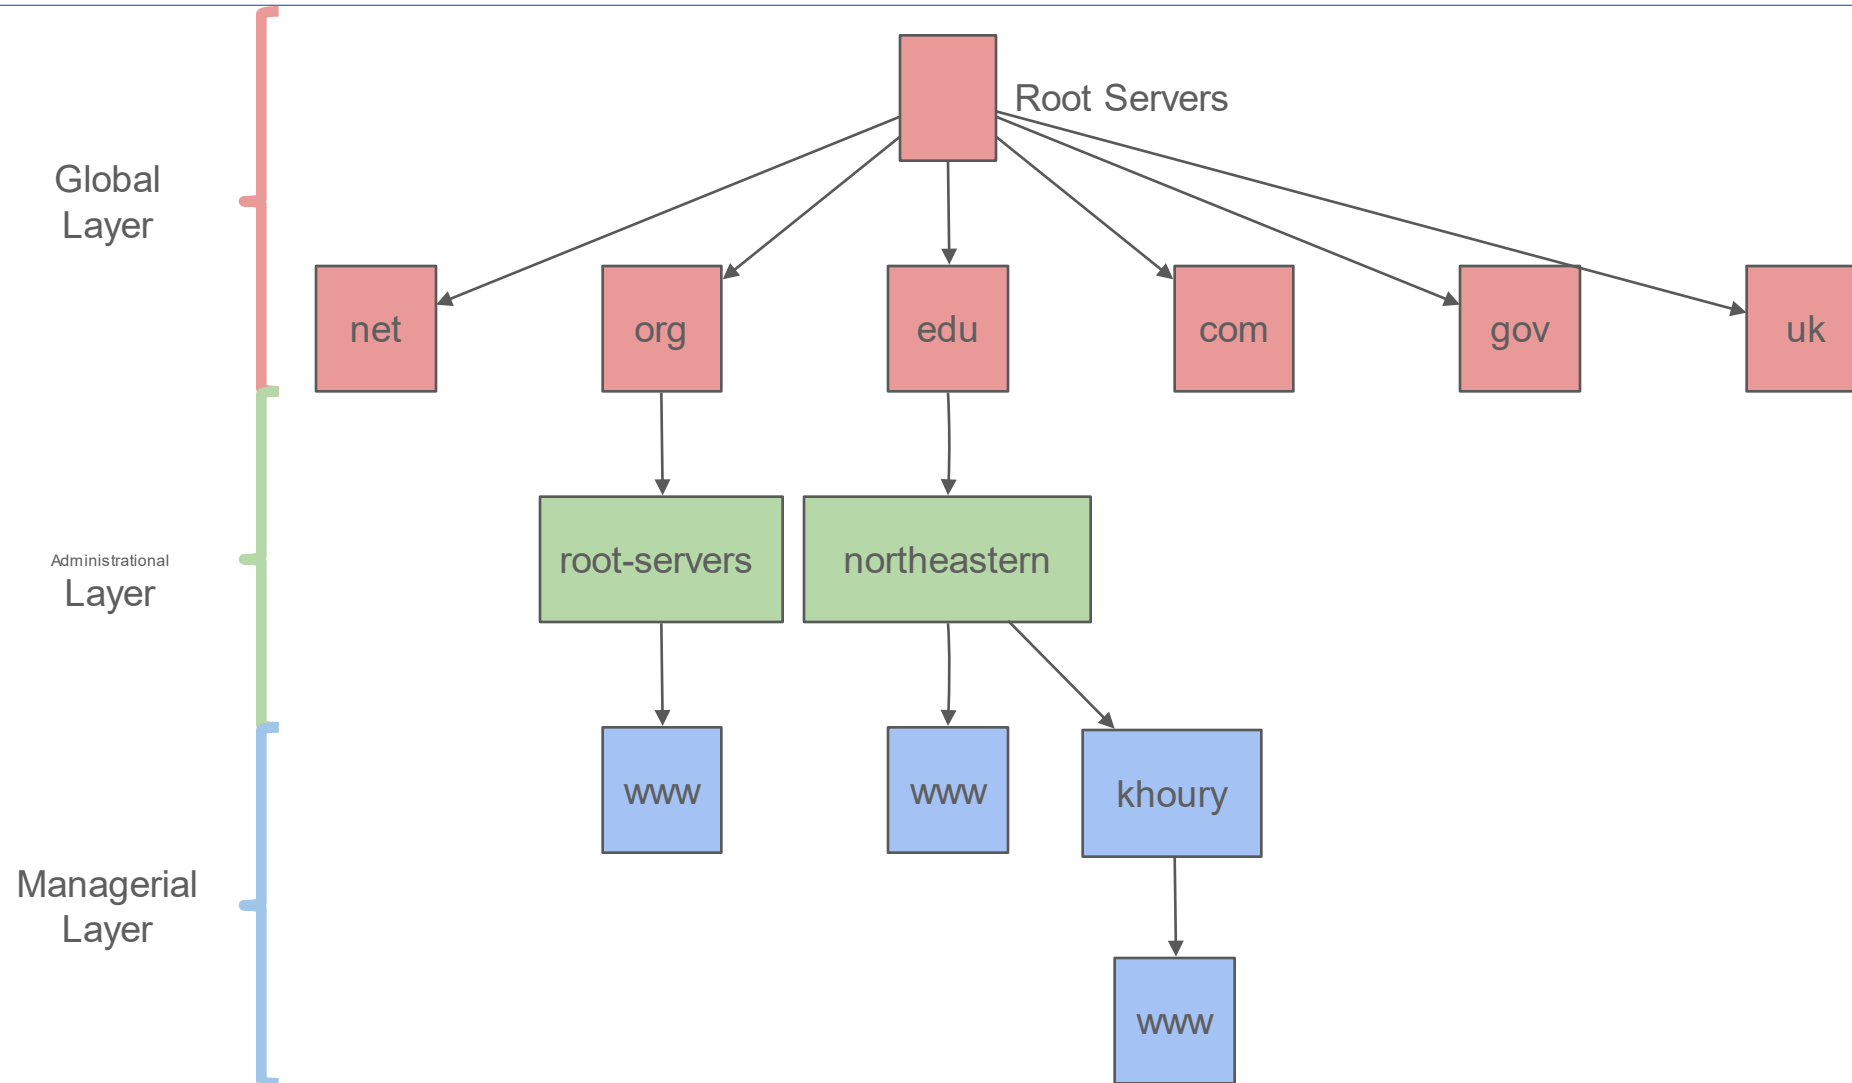 Root Servers
Global
Layer
net
org
edu
com
gov
uk
Administrational
Layer
root-servers
northeastern
www
www
khoury
Managerial
Layer
www